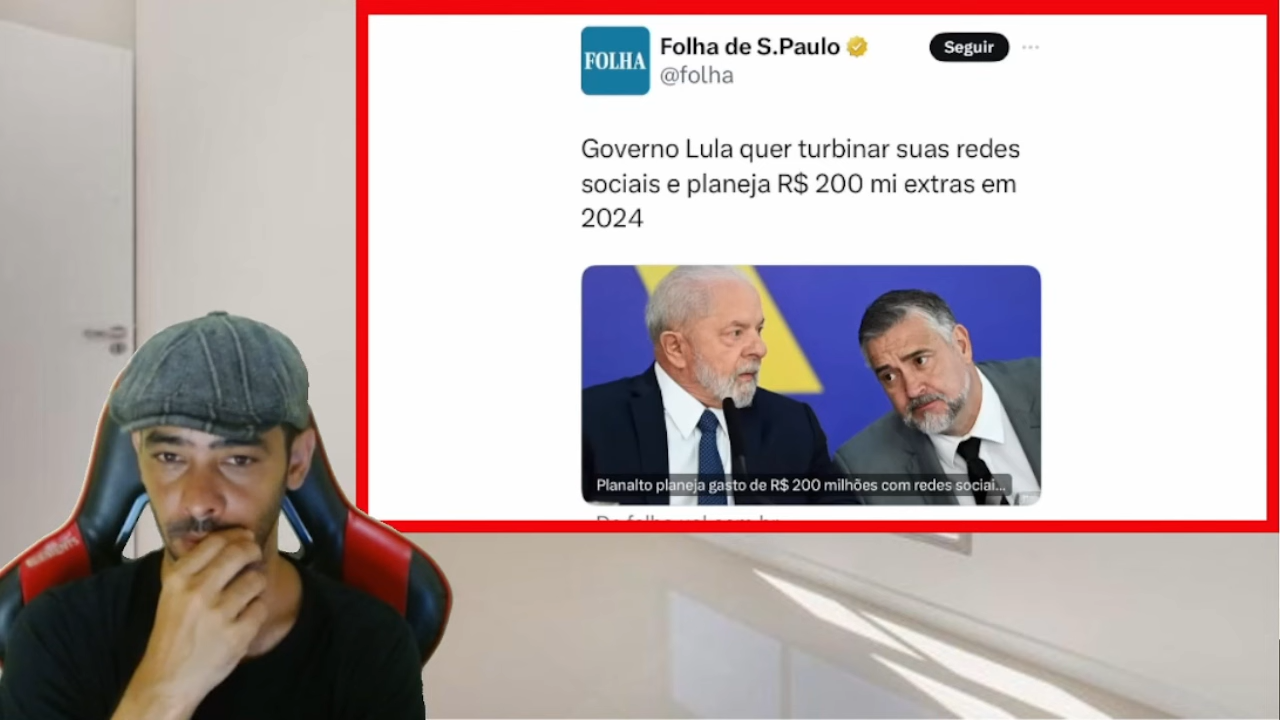 FOLHA
Folha de S.Paulo
@folha
Seguir
Governo Lula quer turbinar suas redes
sociais e planeja R$ 200 mi extras em
2024
Planalto planeja gasto de R$ 200 milhões com redes sociai...